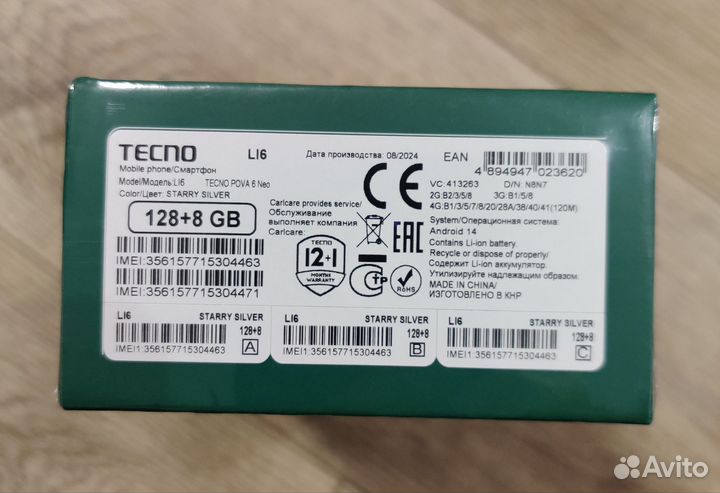 TECNO LI6
Mobile phone/Смартфон
Model/Модель:LI6 TECNO POVA 6 Neo
Color/Цвет: STARRY SILVER
128+8 GB
IMEI:356157715304463
IMEI:356157715304471
Дата производства: 08/2024
Carlcare provides service/
Обслуживание
выполняет компания
Carlcare:
TECNO
12+1
MONTHS
WARRANTY
CE
EAC
СТР
RoHS
EAN
4 894947 023620
VC: 413263 D/N: N8N7
2G:B2/3/5/8 3G:B1/5/8
4G:B1/3/5/7/8/20/28A/38/40/41(120M)
System/Операционная система:
Android 14
Contains Li-ion battery.
Recycle or dispose of properly/
Содержит Li-ion аккумулятор.
Утилизируйте надлежащим образом.
MADE IN CHINA/
ИЗГОТОВЛЕНО В КНР
LI6 STARRY SILVER
128+8
IMEI1:356157715304463 A
LI6 STARRY SILVER
128+8
IMEI1:356157715304463 B
LI6 STARRY SILVER
128+8
IMEI1:356157715304463 C
Avito